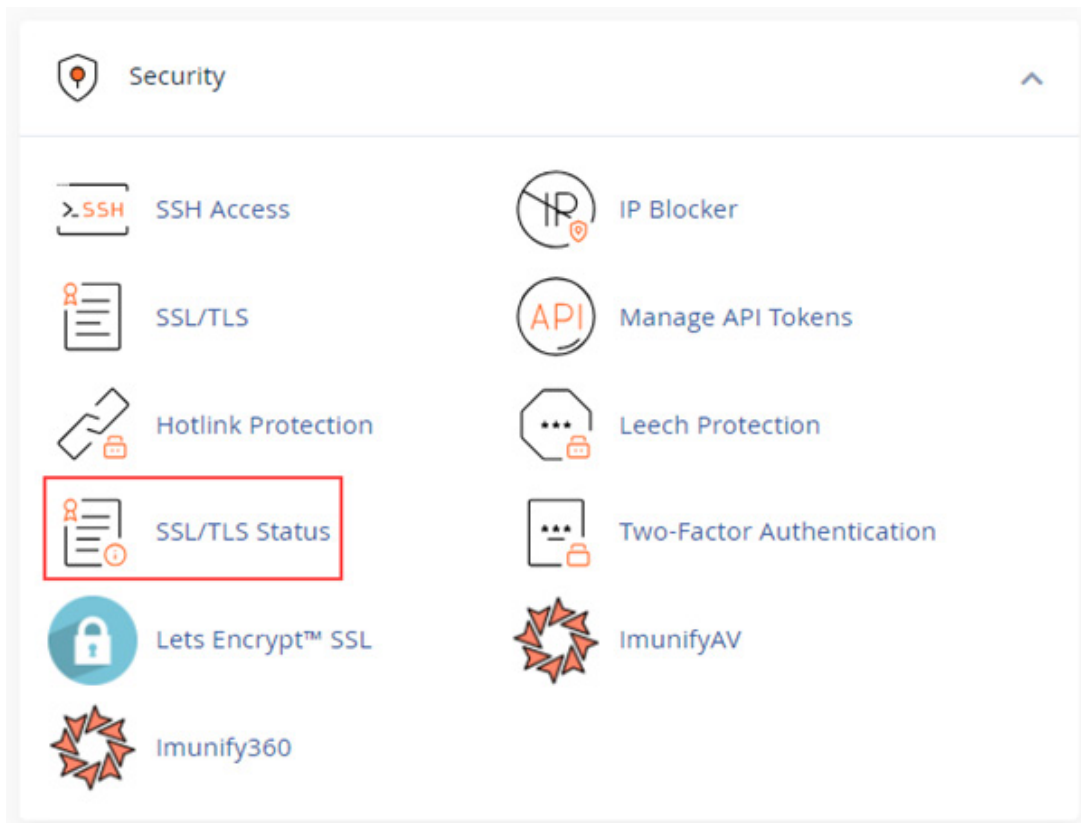 Security
>_SSH SSH Access
IP IP Blocker
SSL/TLS
API Manage API Tokens
Hotlink Protection
*** Leech Protection
SSL/TLS Status
*** Two-Factor Authentication
Lets Encrypt™ SSL
ImunifyAV
Imunify360